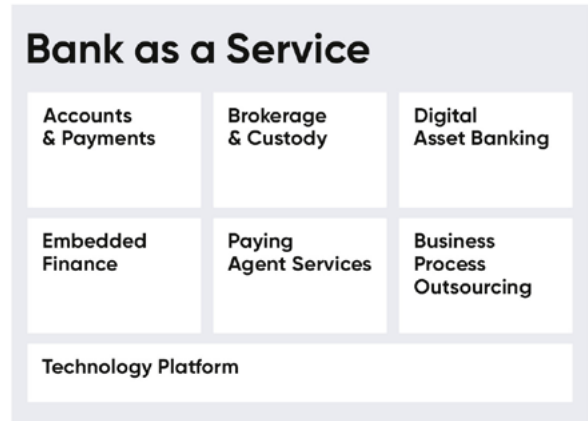 Bank as a Service
Accounts
& Payments
Brokerage
& Custody
Digital
Asset Banking
Embedded
Finance
Paying
Agent Services
Business
Process
Outsourcing
Technology Platform